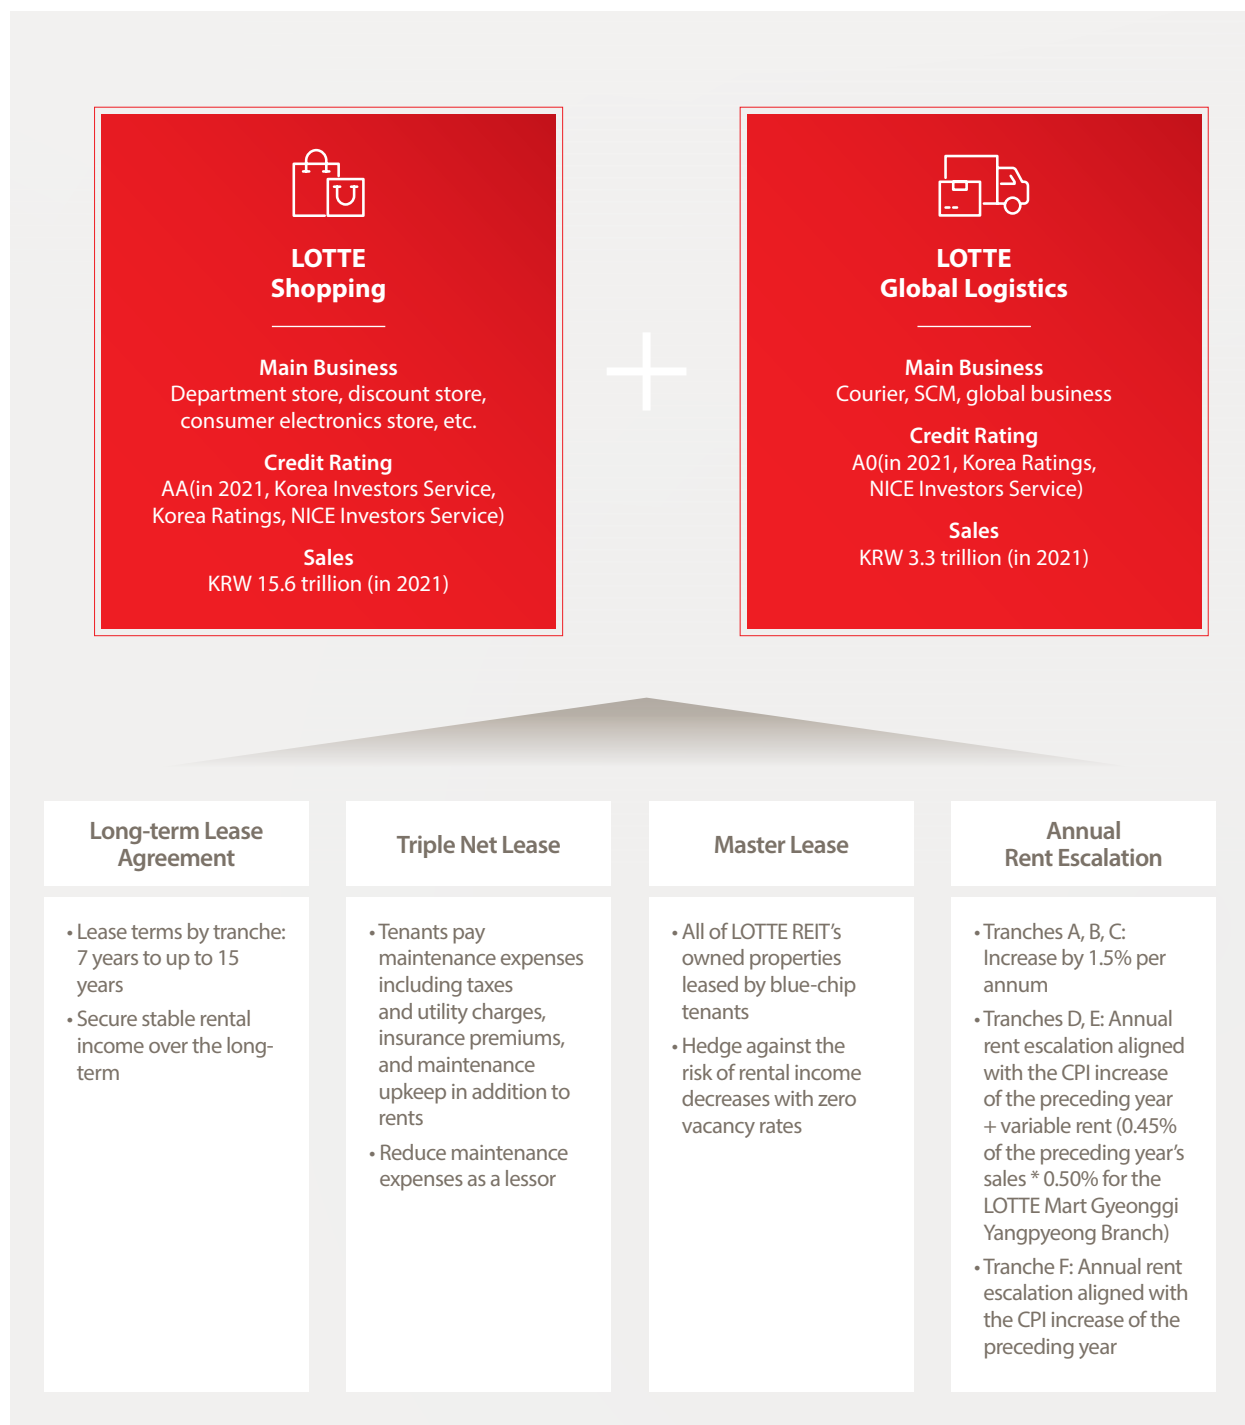 LOTTE
Shopping
Main Business
Department store, discount store,
consumer electronics store, etc.
Credit Rating
AA(in 2021, Korea Investors Service,
Korea Ratings, NICE Investors Service)
Sales
KRW 15.6 trillion (in 2021)
LOTTE
Global Logistics
Main Business
Courier, SCM, global business
Credit Rating
A0(in 2021, Korea Ratings,
NICE Investors Service)
Sales
KRW 3.3 trillion (in 2021)
Long-term Lease
Agreement
• Lease terms by tranche:
7 years to up to 15
years
• Secure stable rental
income over the long-
term
Triple Net Lease
• Tenants pay
maintenance expenses
including taxes
and utility charges,
insurance premiums,
and maintenance
upkeep in addition to
rents
• Reduce maintenance
expenses as a lessor
Master Lease
• All of LOTTE REIT's
owned properties
leased by blue-chip
tenants
• Hedge against the
risk of rental income
decreases with zero
vacancy rates
Annual
Rent Escalation
• Tranches A, B, C:
Increase by 1.5% per
annum
• Tranches D, E: Annual
rent escalation aligned
with the CPI increase
of the preceding year
+ variable rent (0.45%
of the preceding year's
sales * 0.50% for the
LOTTE Mart Gyeonggi
Yangpyeong Branch)
• Tranche F: Annual rent
escalation aligned with
the CPI increase of the
preceding year